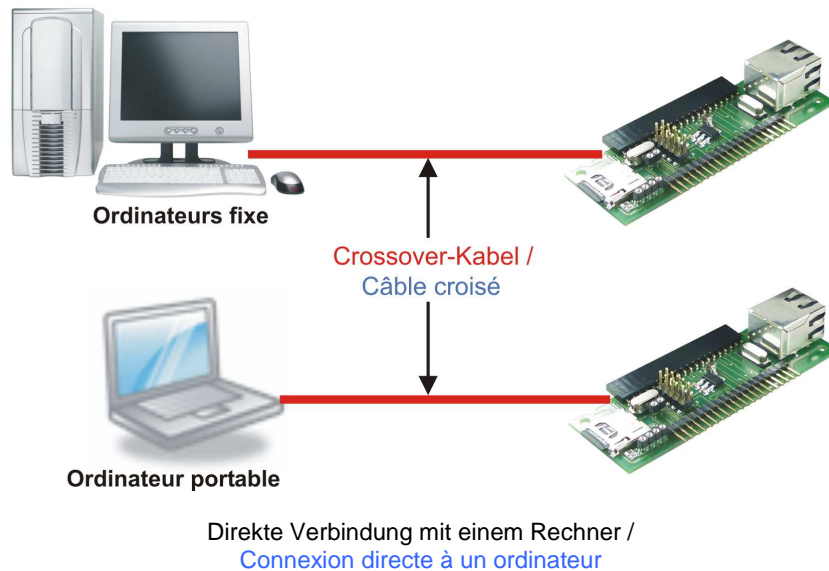 Ordinateurs fixe
Crossover-Kabel /
Câble croisé
Ordinateur portable
Direkte Verbindung mit einem Rechner /
Connexion directe à un ordinateur